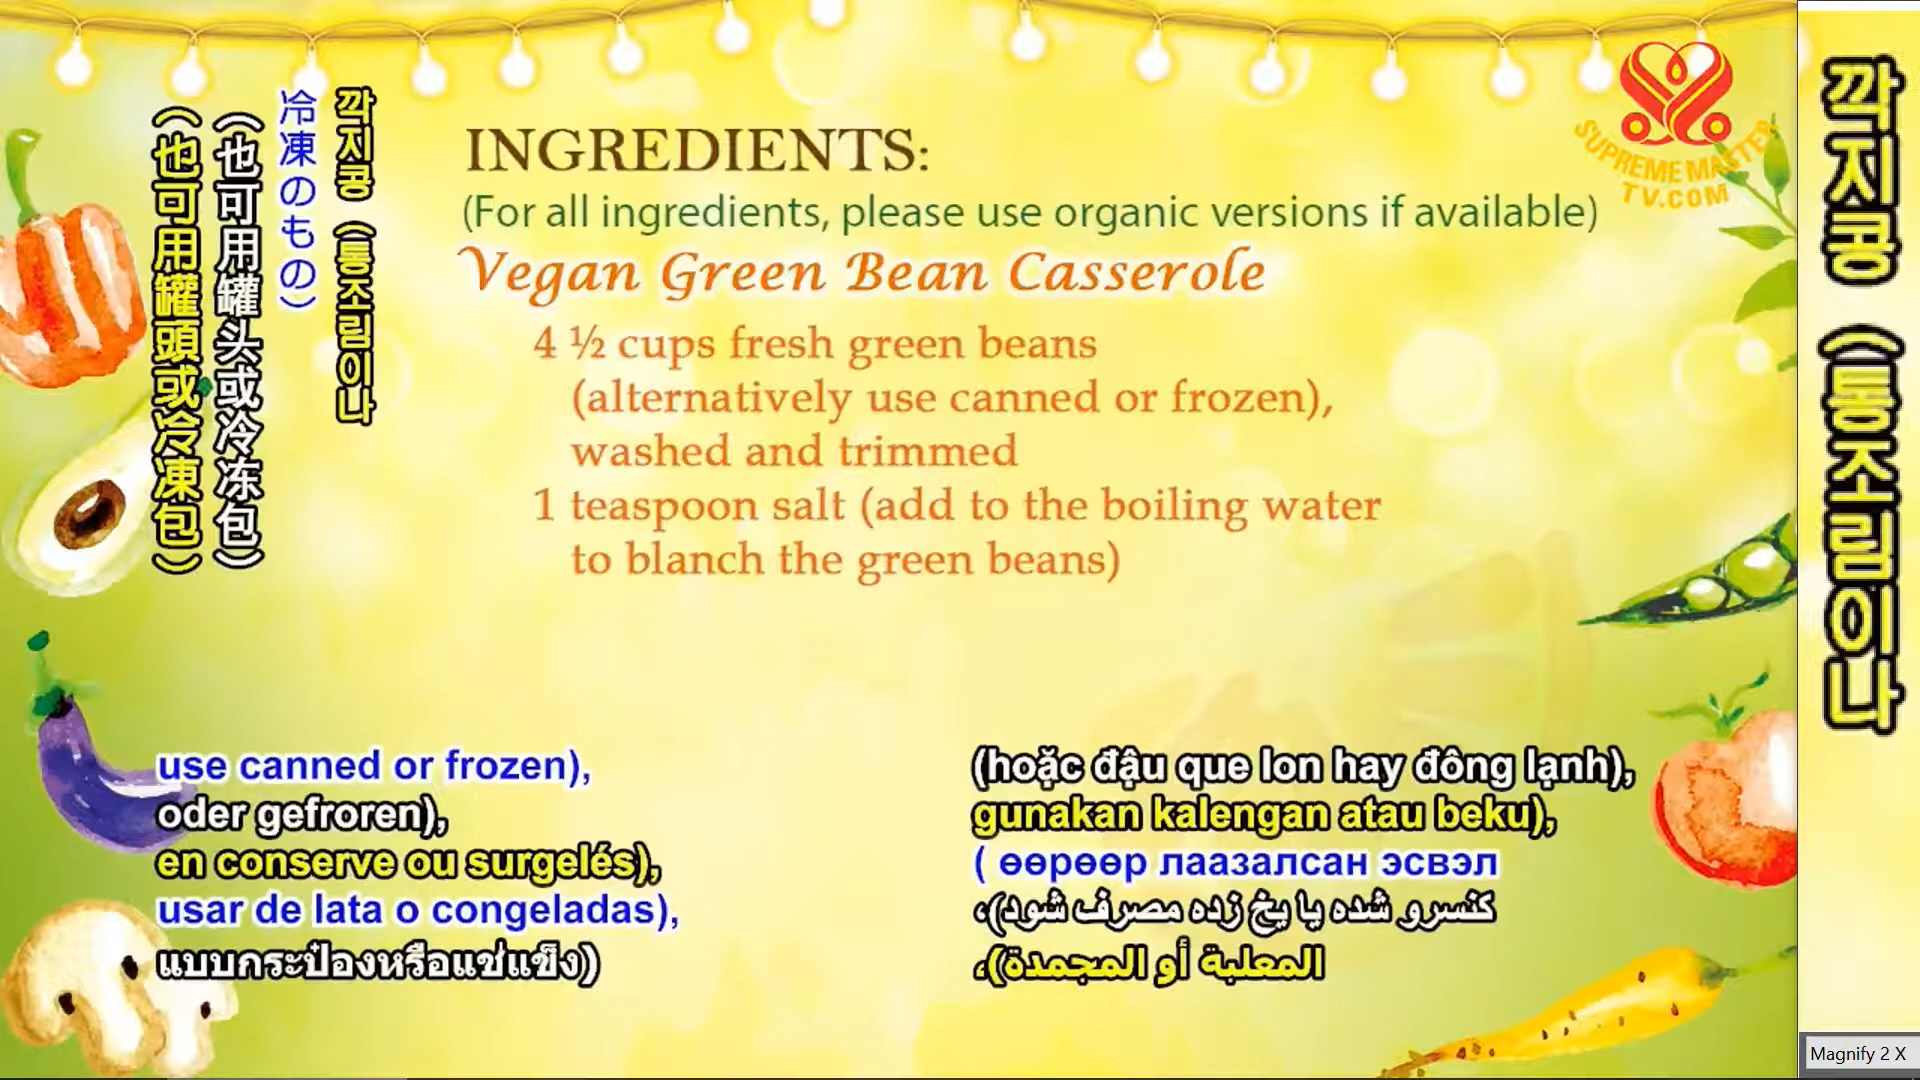 깍지콩 (통조림이나
冷凍のもの)
(也可用罐头或冷冻包)
(也可用罐頭或冷凍包)
INGREDIENTS:
(For all ingredients, please use organic versions if available)
Vegan Green Bean Casserole
4 ½ cups fresh green beans
(alternatively use canned or frozen),
washed and trimmed
1 teaspoon salt (add to the boiling water
to blanch the green beans)
SUPREME MASTER
TV.COM
깍지콩 (통조림이나
use canned or frozen),
oder gefroren),
en conserve ou surgelés),
usar de lata o congeladas),
แบบกระป๋องหรือแช่แข็ง)
(hoặc đậu que lon hay đông lạnh),
gunakan kalengan atau beku),
( өөрөөр лаазалсан эсвэл
کنسرو شده یا یخ زده مصرف شود)،
المعلبة أو المجمدة)،
Magnify 2 X